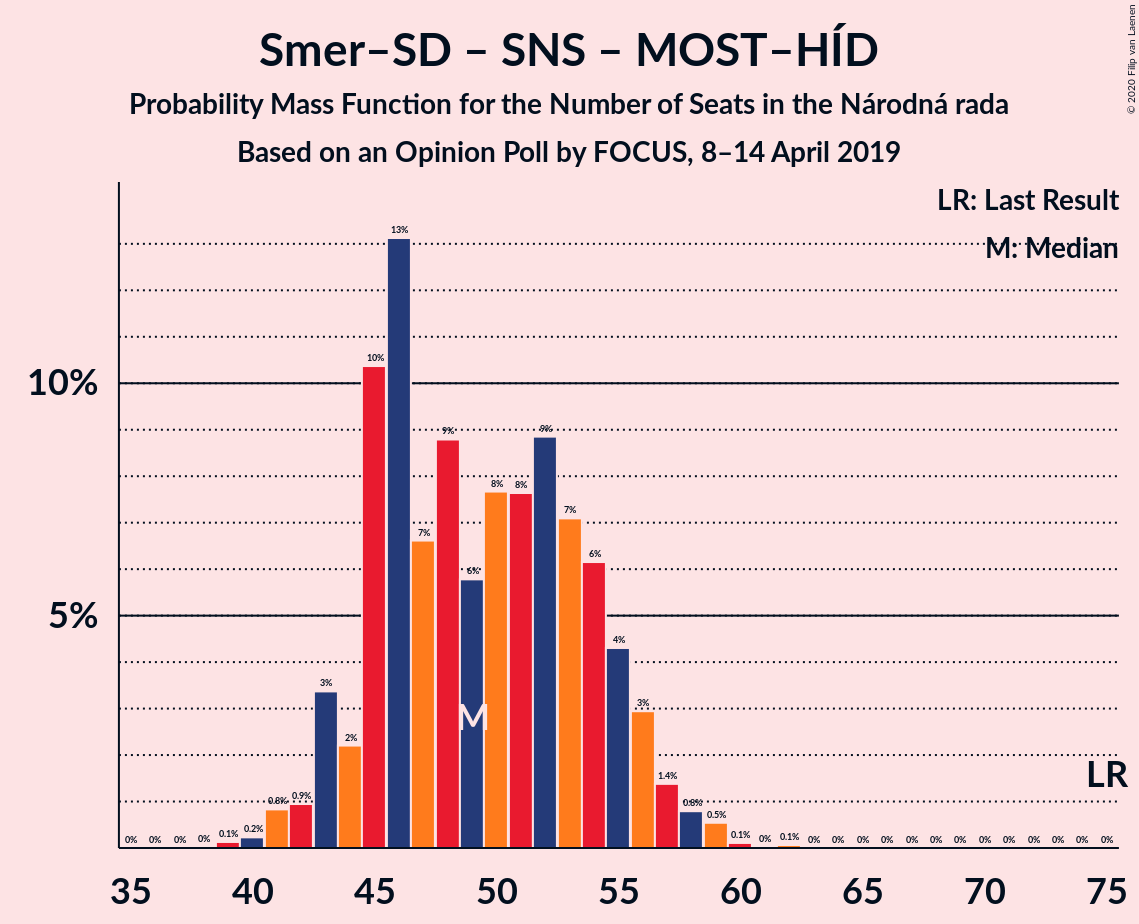 Smer–SD – SNS – MOST–HÍD
Probability Mass Function for the Number of Seats in the Národná rada
Based on an Opinion Poll by FOCUS, 8–14 April 2019
© 2020 Filip van Laenen
LR: Last Result
M: Median
10%
5%
0% 0% 0% 0% 0.1% 0.2% 0.8% 0.9% 3% 2% 10% 13% 7% 9% 6% 8% 8% 9% 7% 6% 4% 3% 1.4% 0.8% 0.5% 0.1% 0% 0.1% 0% 0% 0% 0% 0% 0% 0% 0% 0% 0% 0% 0% 0%
M
LR
35 40 45 50 55 60 65 70 75